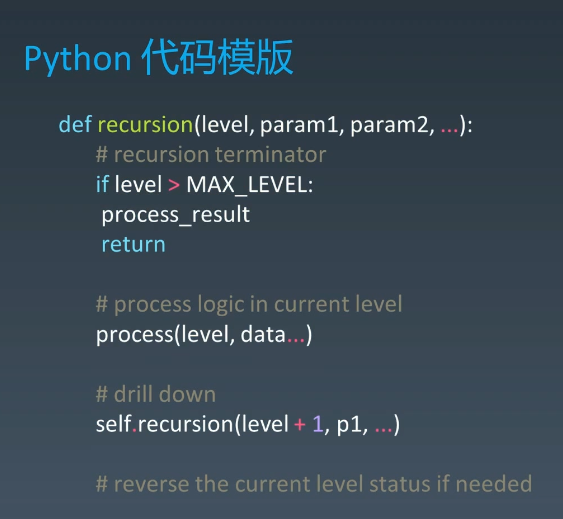 Python 代码模版
def recursion(level, param1, param2, ...):
# recursion terminator
if level > MAX_LEVEL:
process_result
return
# process logic in current level
process(level, data...)
# drill down
self.recursion(level + 1, p1, ...)
# reverse the current level status if needed